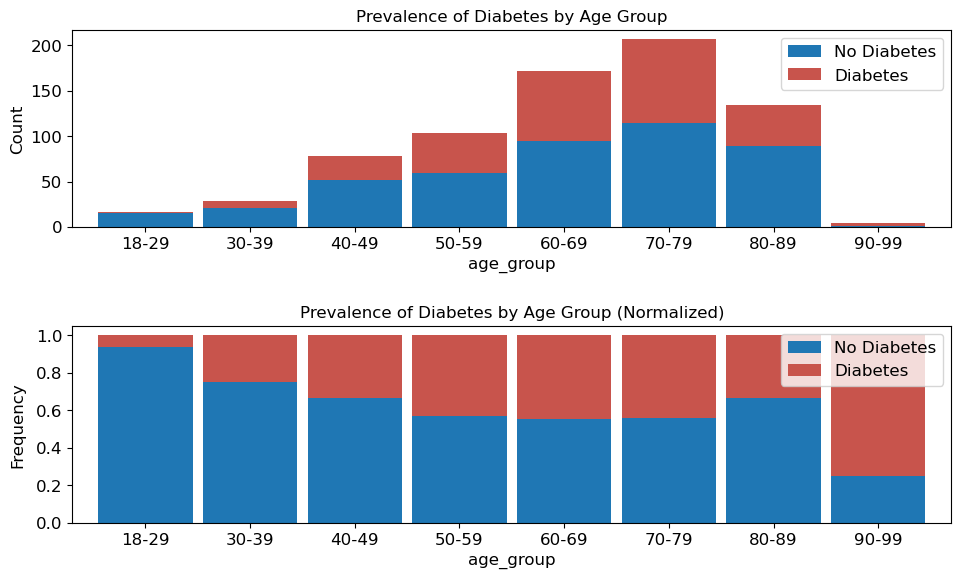 Prevalence of Diabetes by Age Group
200
150
100
50
0
Count
No Diabetes
Diabetes
18-29 30-39 40-49 50-59 60-69 70-79 80-89 90-99
age_group
Prevalence of Diabetes by Age Group (Normalized)
1.0
0.8
0.6
0.4
0.2
0.0
Frequency
No Diabetes
Diabetes
18-29 30-39 40-49 50-59 60-69 70-79 80-89 90-99
age_group